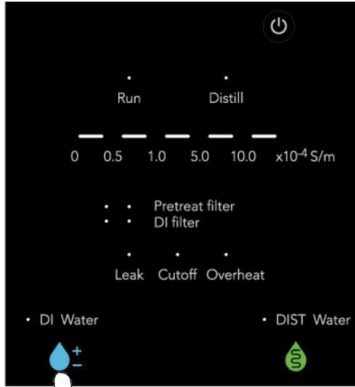 Run Distill
0 0.5 1.0 5.0 10.0 x10⁻⁴ S/m
Pretreat filter
DI filter
Leak Cutoff Overheat
DI Water DIST Water